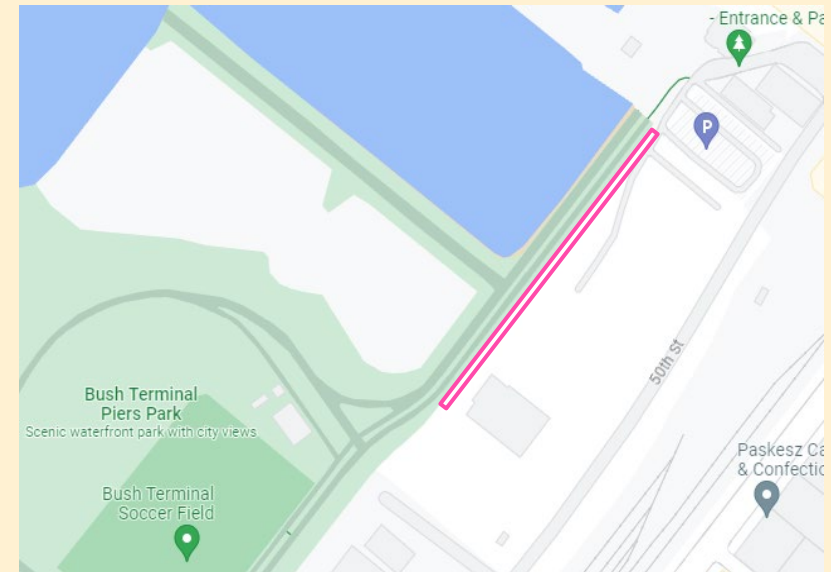 - Entrance & Pa
P
50th St
Bush Terminal
Piers Park
Scenic waterfront park with city views
Paskesz Ca
& Confectic
Bush Terminal
Soccer Field